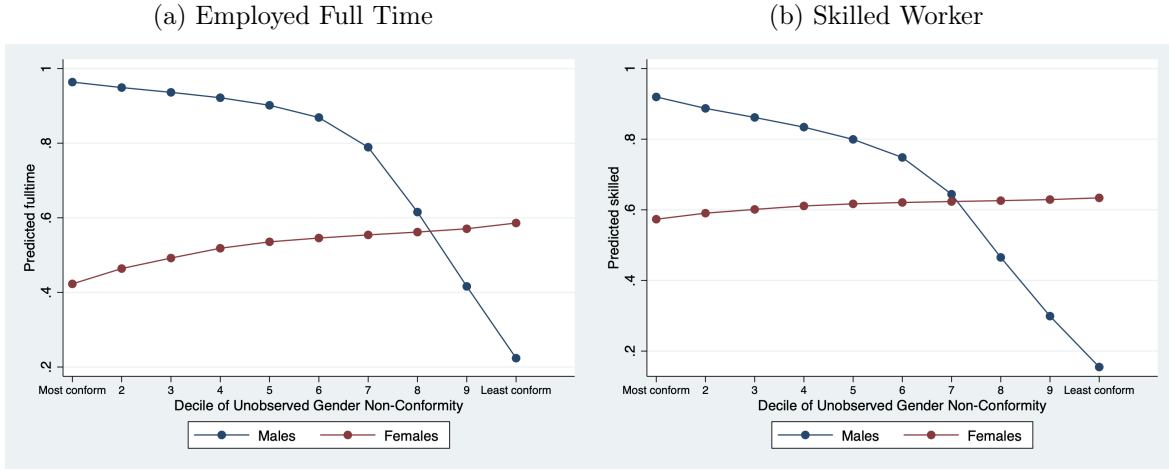 (a) Employed Full Time
Predicted fulltime
1
.8
.6
.4
.2
Most conform 2 3 4 5 6 7 8 9 Least conform
Decile of Unobserved Gender Non-Conformity
Males Females
(b) Skilled Worker
Predicted skilled
1
.8
.6
.4
.2
Most conform 2 3 4 5 6 7 8 9 Least conform
Decile of Unobserved Gender Non-Conformity
Males Females